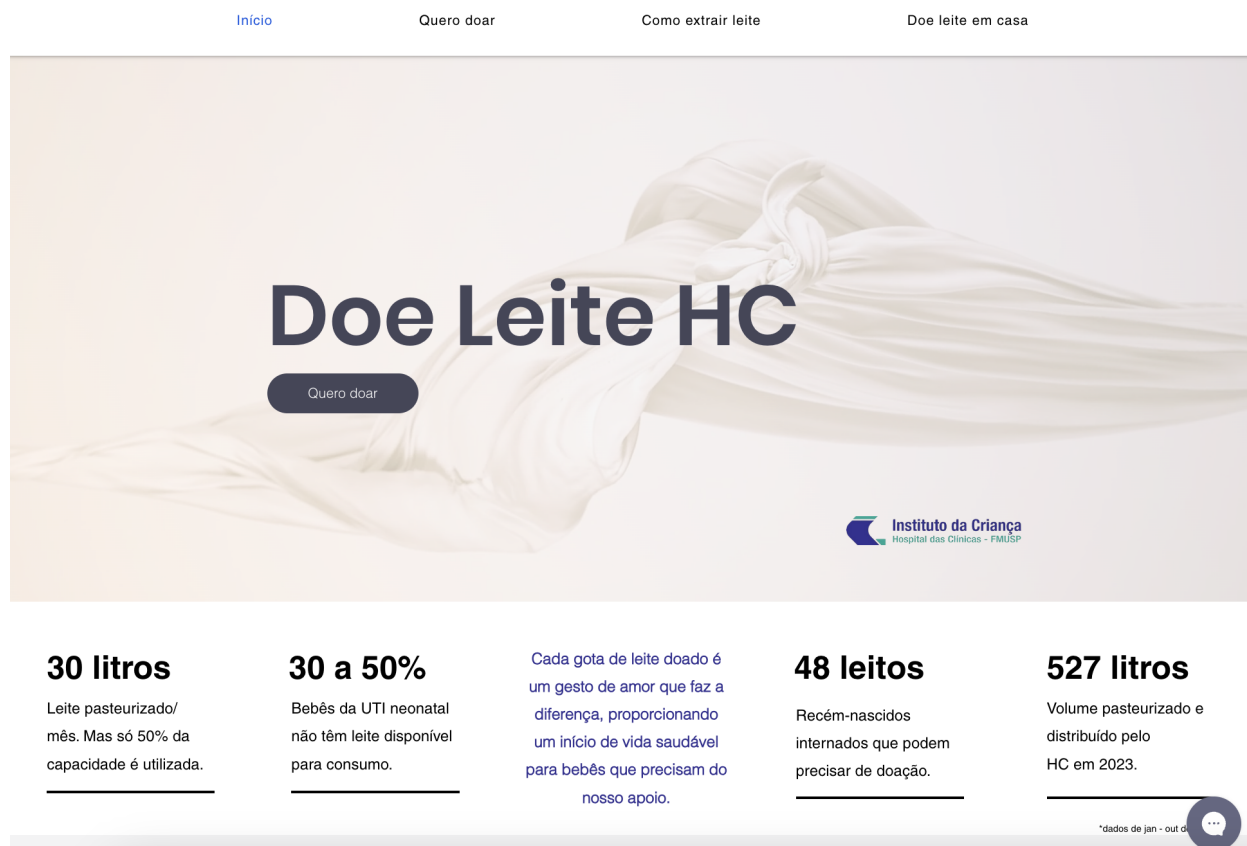 Início
Quero doar
Como extrair leite
Doe leite em casa
Doe Leite HC
Quero doar
Instituto da Criança
Hospital das Clínicas - FMUSP
30 litros
Leite pasteurizado/
mês. Mas só 50% da
capacidade é utilizada.
30 a 50%
Bebês da UTI neonatal
não têm leite disponível
para consumo.
Cada gota de leite doado é
um gesto de amor que faz a
diferença, proporcionando
um início de vida saudável
para bebês que precisam do
nosso apoio.
48 leitos
Recém-nascidos
internados que podem
precisar de doação.
527 litros
Volume pasteurizado e
distribuído pelo
HC em 2023.
*dados de jan - out